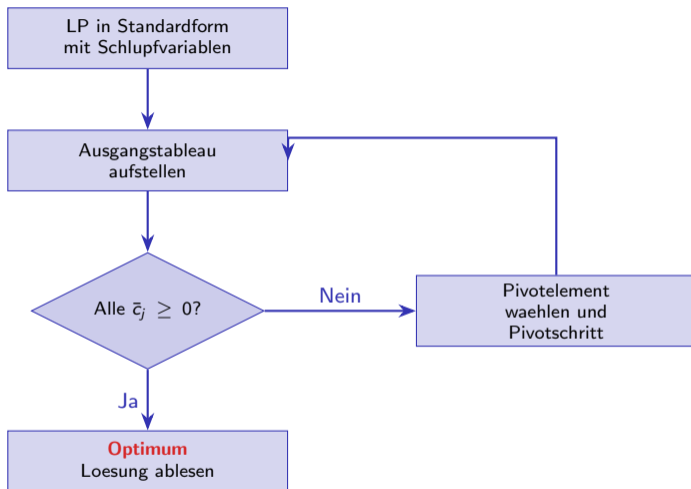 LP in Standardform
mit Schlupfvariablen
Ausgangstableau
aufstellen
Alle c̄ⱼ ≥ 0?
Nein
Pivotelement
waehlen und
Pivotschritt
Ja
Optimum
Loesung ablesen